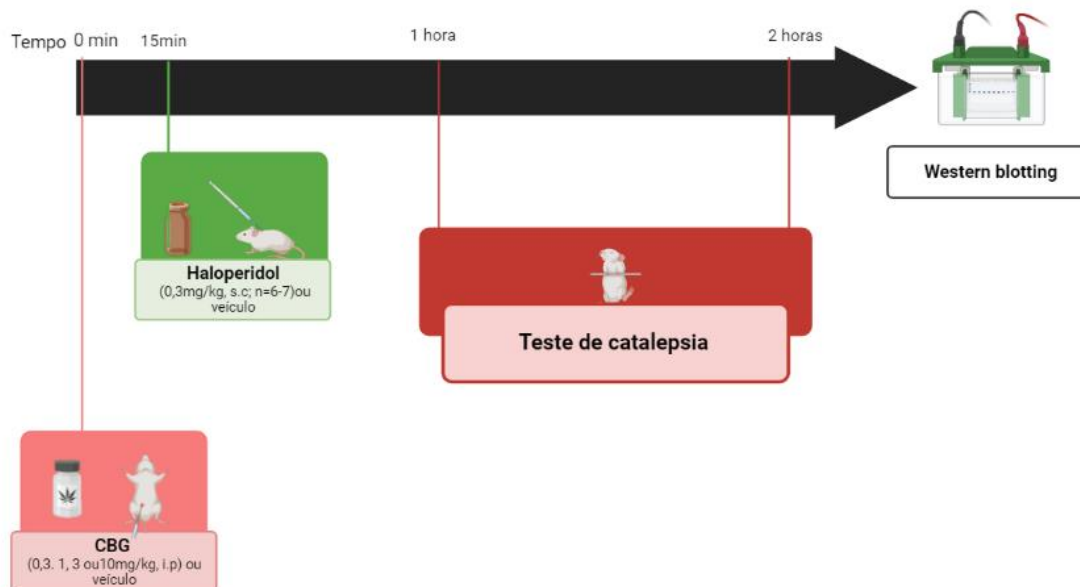 Tempo 0 min 15min 1 hora 2 horas
Western blotting
Haloperidol
(0,3mg/kg, s.c; n=6-7)ou
veículo
Teste de catalepsia
CBG
(0,3. 1, 3 ou10mg/kg, i.p) ou
veículo